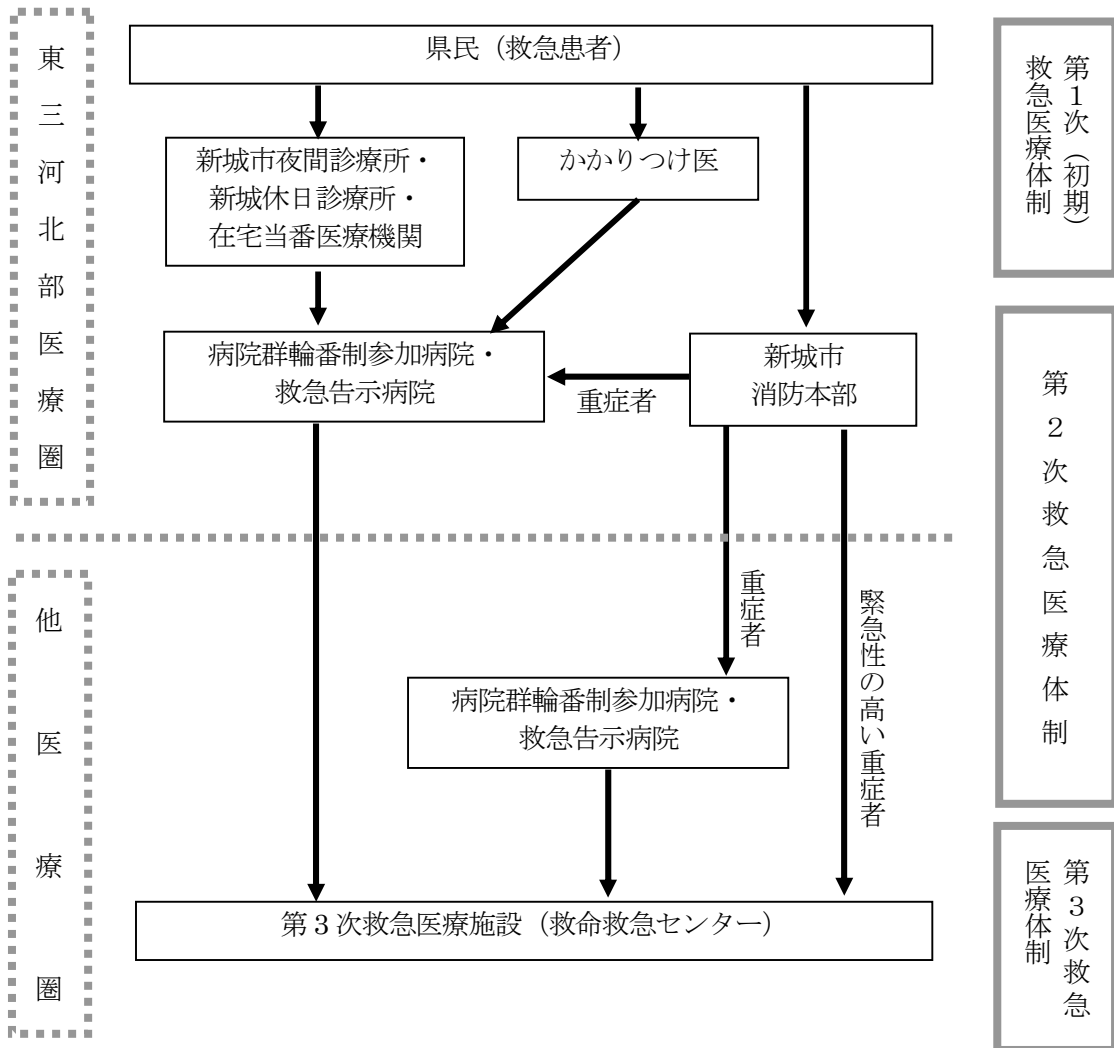 県民（救急患者）
東三河北部医療圏
第１次（初期）
救急医療体制
新城市夜間診療所・
新城休日診療所・
在宅当番医療機関
かかりつけ医
病院群輪番制参加病院・
救急告示病院
重症者
新城市
消防本部
第２次救急医療体制
重症者
緊急性の高い重症者
他医療圏
病院群輪番制参加病院・
救急告示病院
第３次救急医療施設（救命救急センター）
第３次救急
医療体制